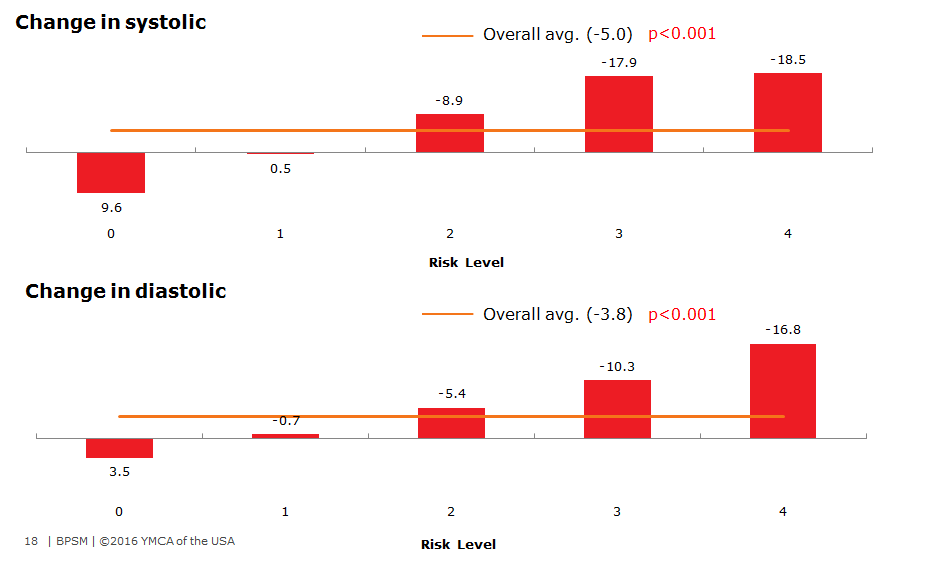 Change in systolic
Overall avg. (-5.0) p<0.001
-18.5
-17.9
-8.9
0.5
9.6
0 1 2 3 4
Risk Level
Change in diastolic
Overall avg. (-3.8) p<0.001
-16.8
-10.3
-5.4
-0.7
3.5
0 1 2 3 4
18 | BPSM | ©2016 YMCA of the USA
Risk Level